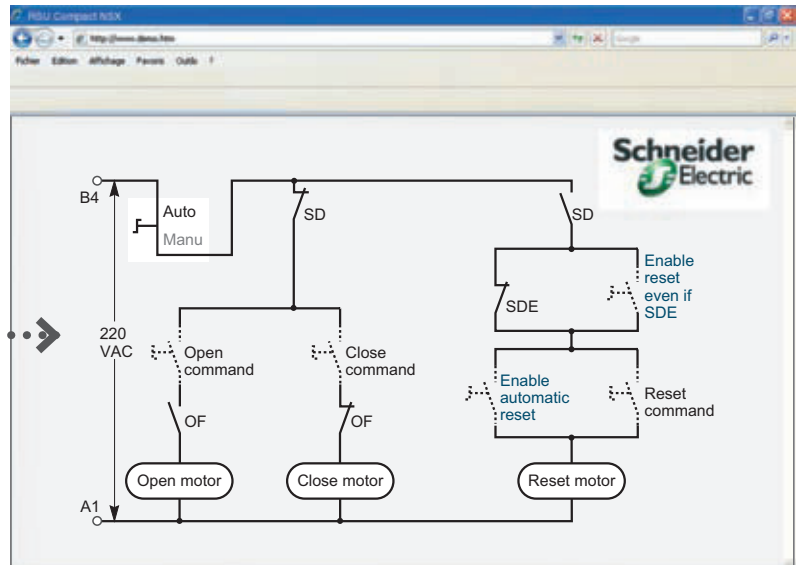 RSU Compact NSX
Fichier Edition Affichage Favoris Outils ?
Google
Schneider
Electric
B4
Auto
Manu
SD
SD
Enable
reset
even if
SDE
SDE
220
VAC
Open
command
Close
command
Enable
automatic
reset
Reset
command
OF
OF
Open motor
Close motor
Reset motor
A1